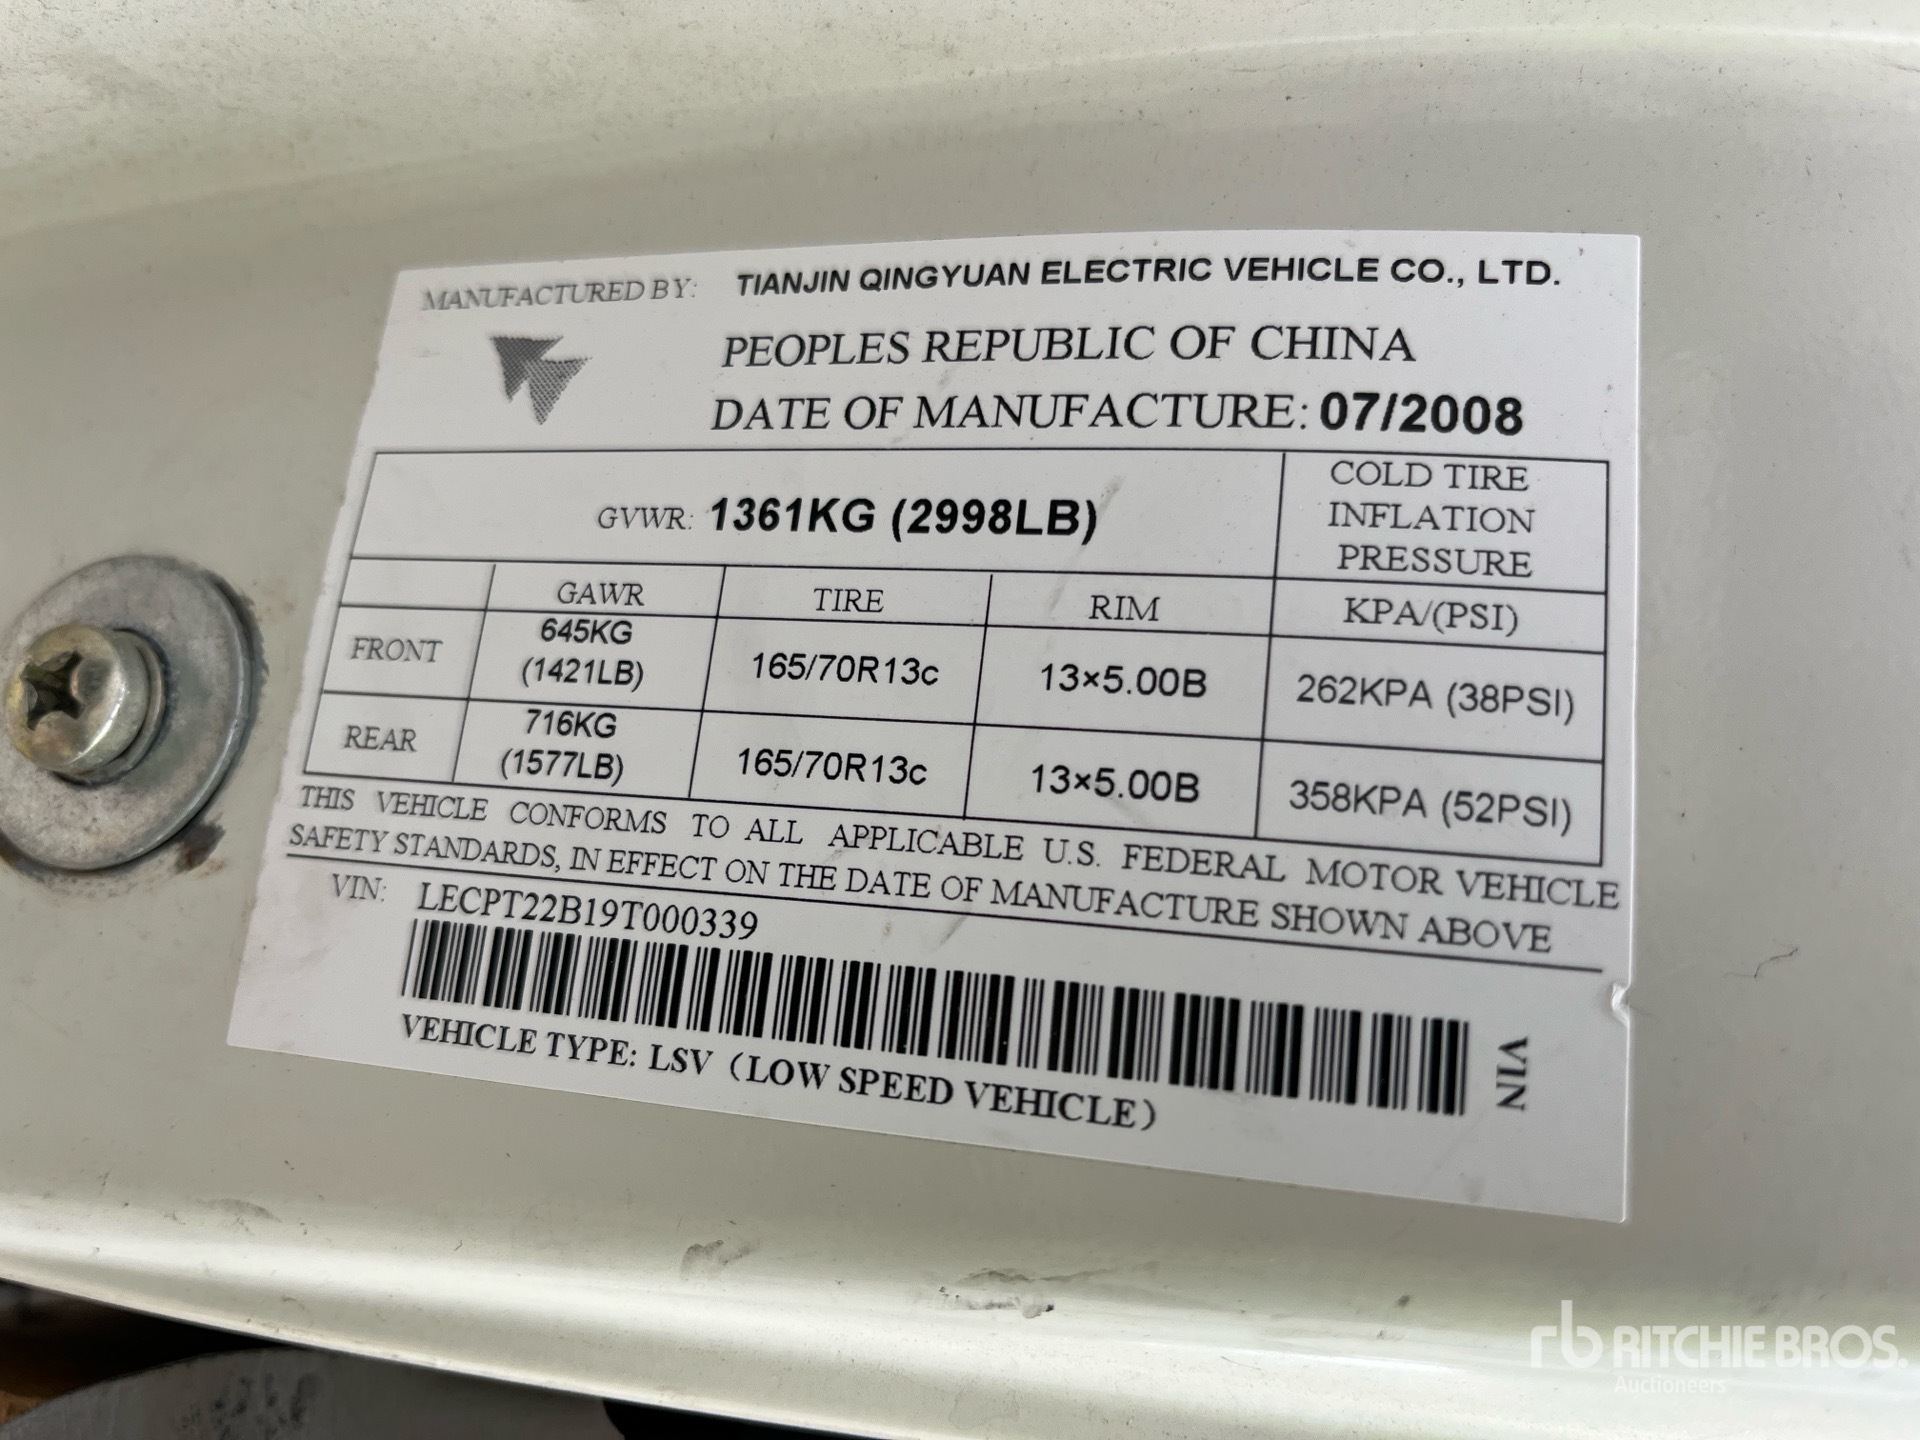 MANUFACTURED BY: TIANJIN QINGYUAN ELECTRIC VEHICLE CO., LTD.
PEOPLES REPUBLIC OF CHINA
DATE OF MANUFACTURE: 07/2008
GVWR: 1361KG (2998LB)
COLD TIRE
INFLATION
PRESSURE
GAWR TIRE RIM KPA/(PSI)
FRONT 645KG (1421LB) 165/70R13c 13×5.00B 262KPA (38PSI)
REAR 716KG (1577LB) 165/70R13c 13×5.00B 358KPA (52PSI)
THIS VEHICLE CONFORMS TO ALL APPLICABLE U.S. FEDERAL MOTOR VEHICLE
SAFETY STANDARDS, IN EFFECT ON THE DATE OF MANUFACTURE SHOWN ABOVE
VIN: LECPT22B19T000339
VIN
VEHICLE TYPE: LSV (LOW SPEED VEHICLE)
rb RITCHIE BROS.
Auctioneers